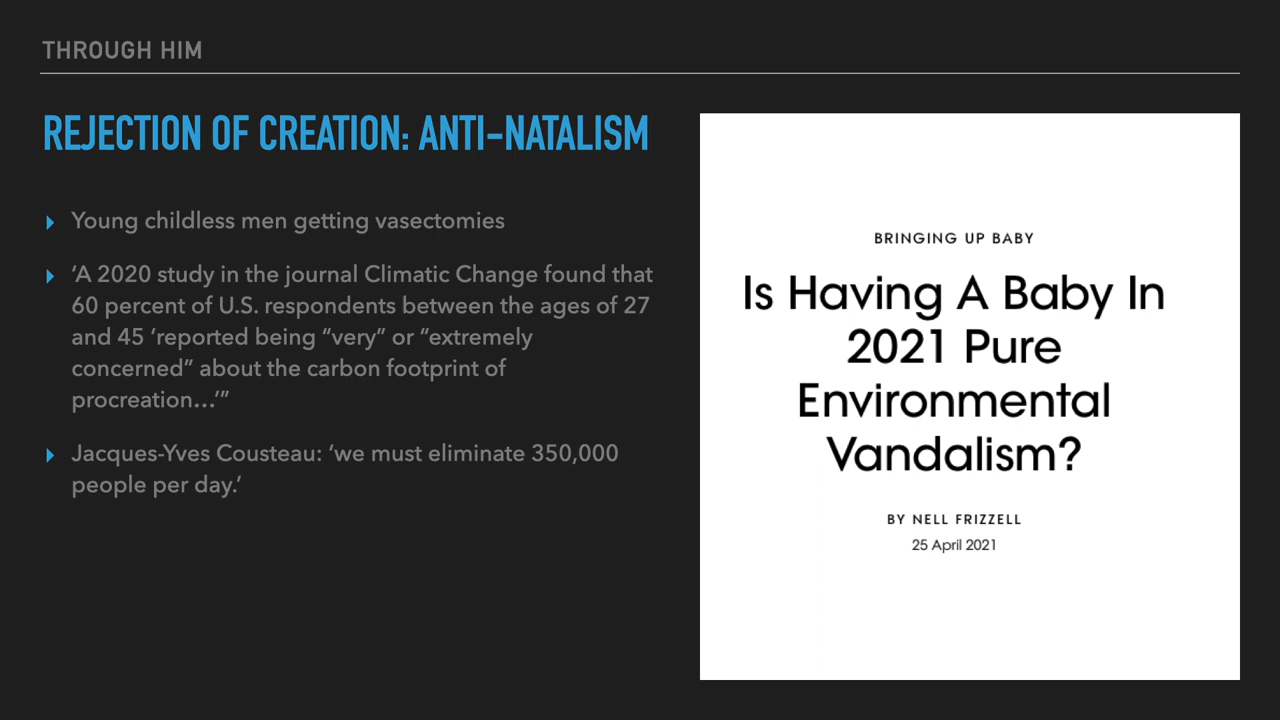 THROUGH HIM
REJECTION OF CREATION: ANTI-NATALISM
Young childless men getting vasectomies
‘A 2020 study in the journal Climatic Change found that
60 percent of U.S. respondents between the ages of 27
and 45 ‘reported being “very” or “extremely
concerned” about the carbon footprint of
procreation…’”
Jacques-Yves Cousteau: ‘we must eliminate 350,000
people per day.’
BRINGING UP BABY
Is Having A Baby In
2021 Pure
Environmental
Vandalism?
BY NELL FRIZZELL
25 April 2021